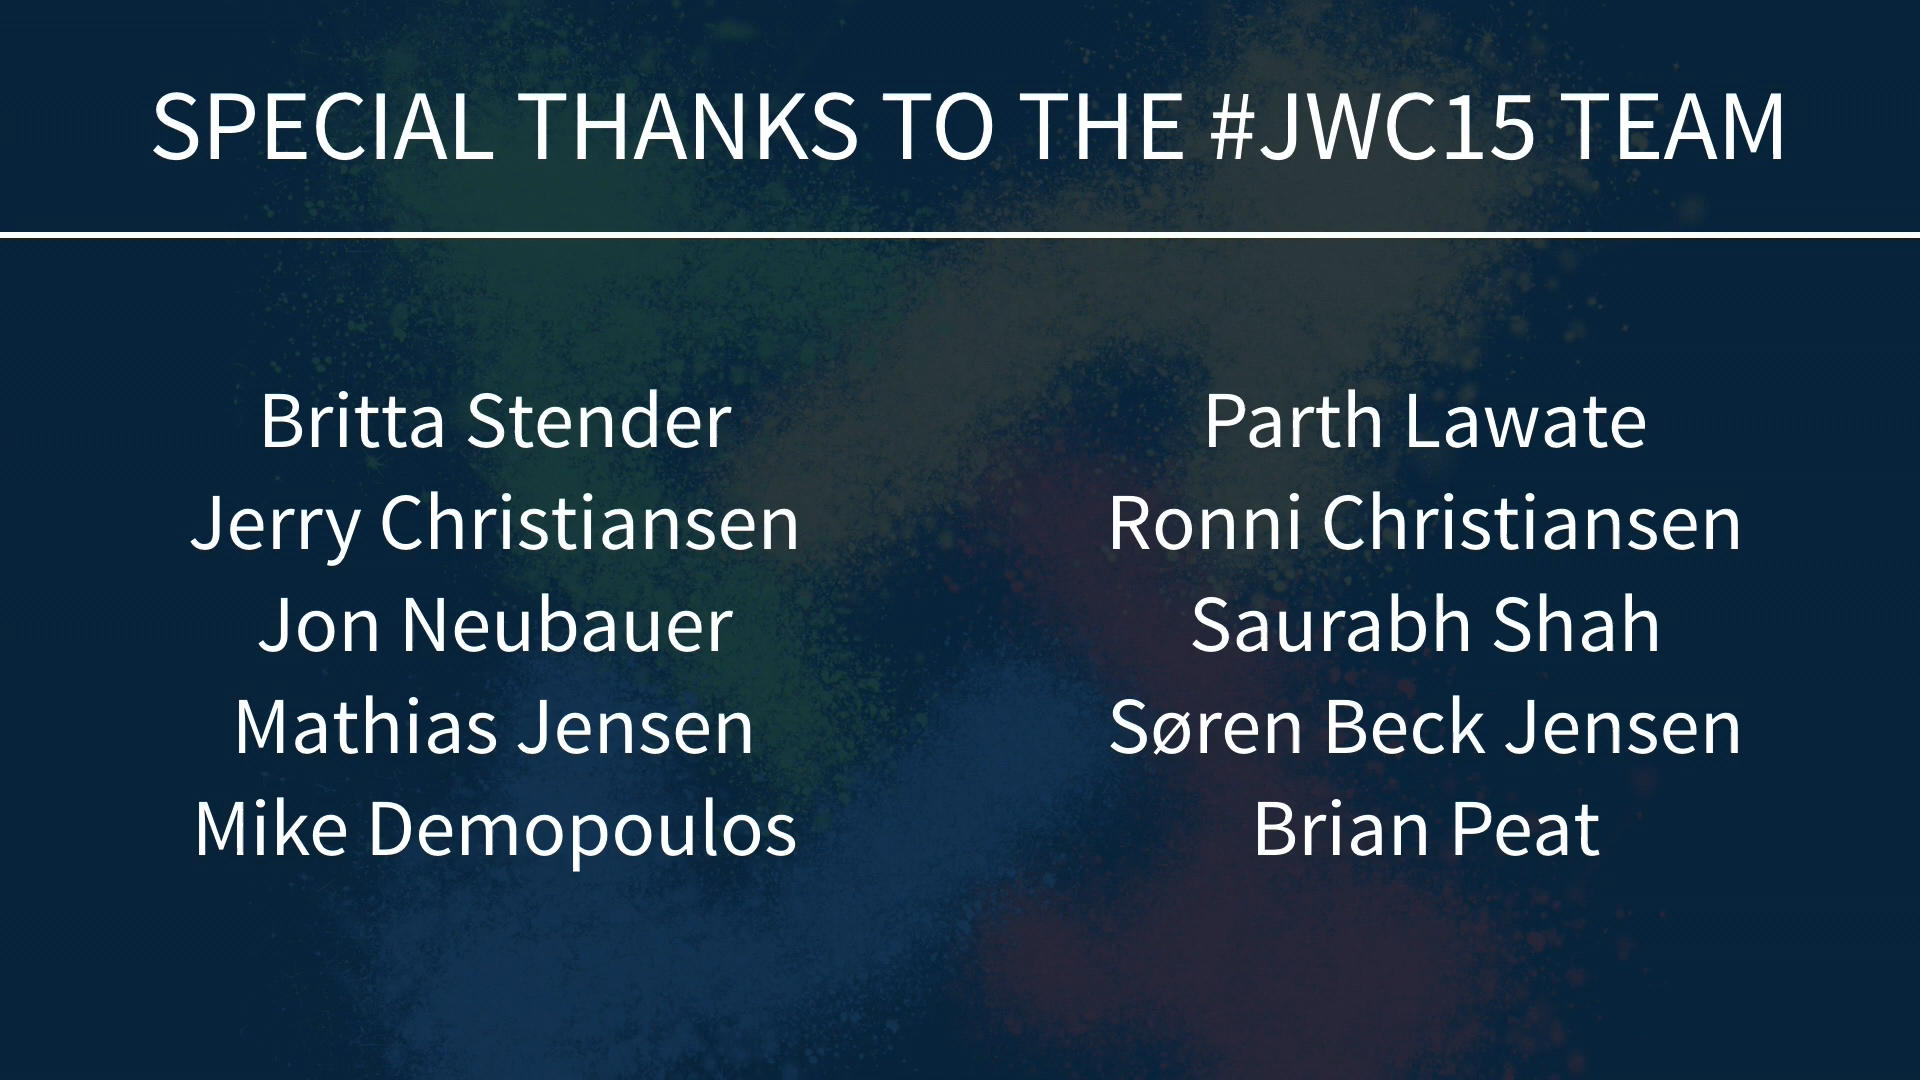 SPECIAL THANKS TO THE #JWC15 TEAM
Britta Stender
Jerry Christiansen
Jon Neubauer
Mathias Jensen
Mike Demopoulos
Parth Lawate
Ronni Christiansen
Saurabh Shah
Søren Beck Jensen
Brian Peat